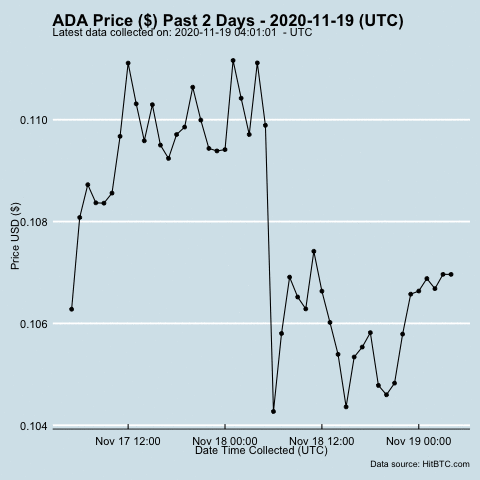 ADA Price ($) Past 2 Days - 2020-11-19 (UTC)
Latest data collected on: 2020-11-19 04:01:01 - UTC
0.110
0.108
0.106
0.104
Price USD ($)
Nov 17 12:00 Nov 18 00:00 Nov 18 12:00 Nov 19 00:00
Date Time Collected (UTC)
Data source: HitBTC.com